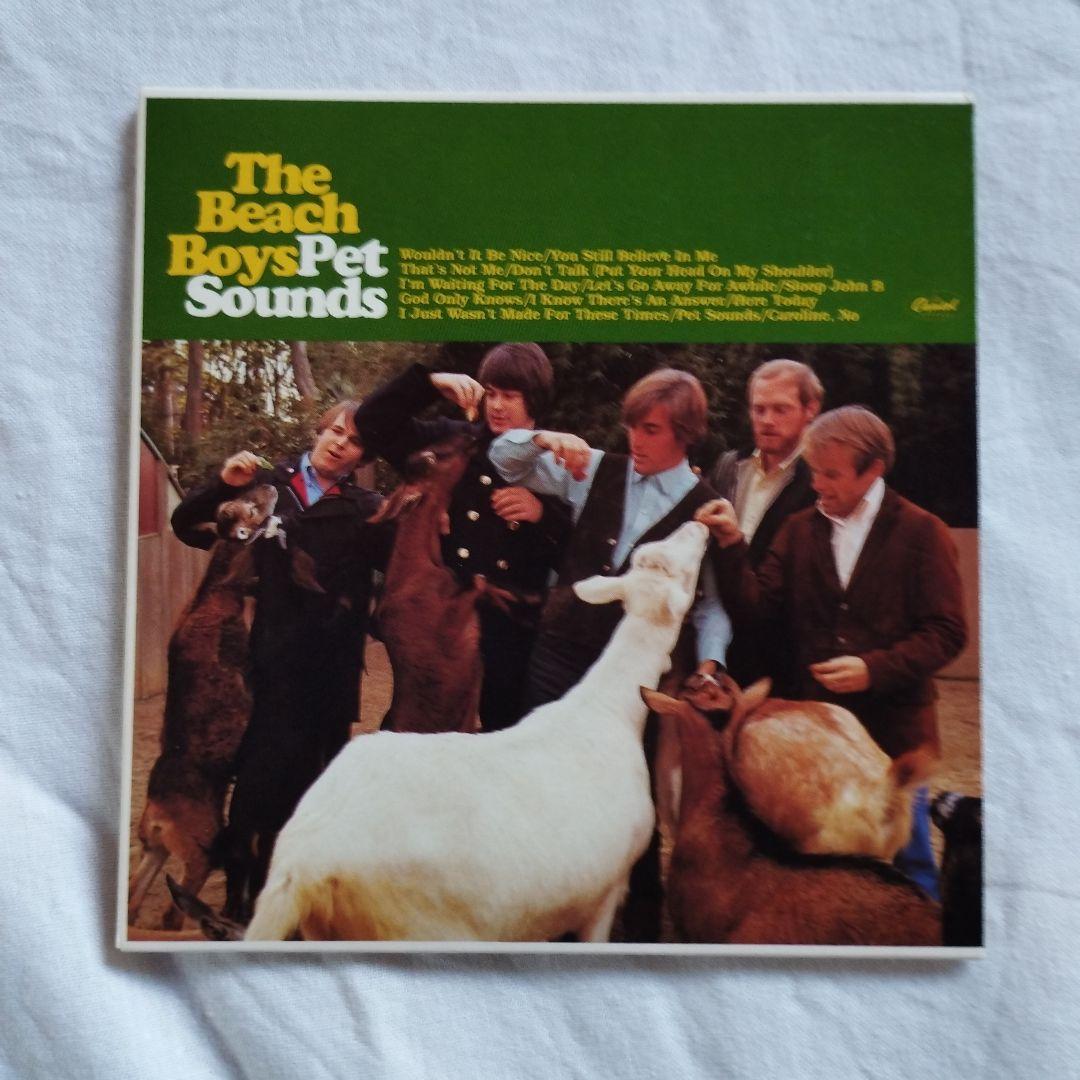 The
Beach
BoysPet
Sounds
Wouldn't It Be Nice/You Still Believe In Me
That's Not Me/Don't Talk (Put Your Head On My Shoulder)
I'm Waiting For The Day/Let's Go Away For Awhile/Sloop John B
God Only Knows/I Know There's An Answer/Here Today
I Just Wasn't Made For These Times/Pet Sounds/Caroline, No
Capitol